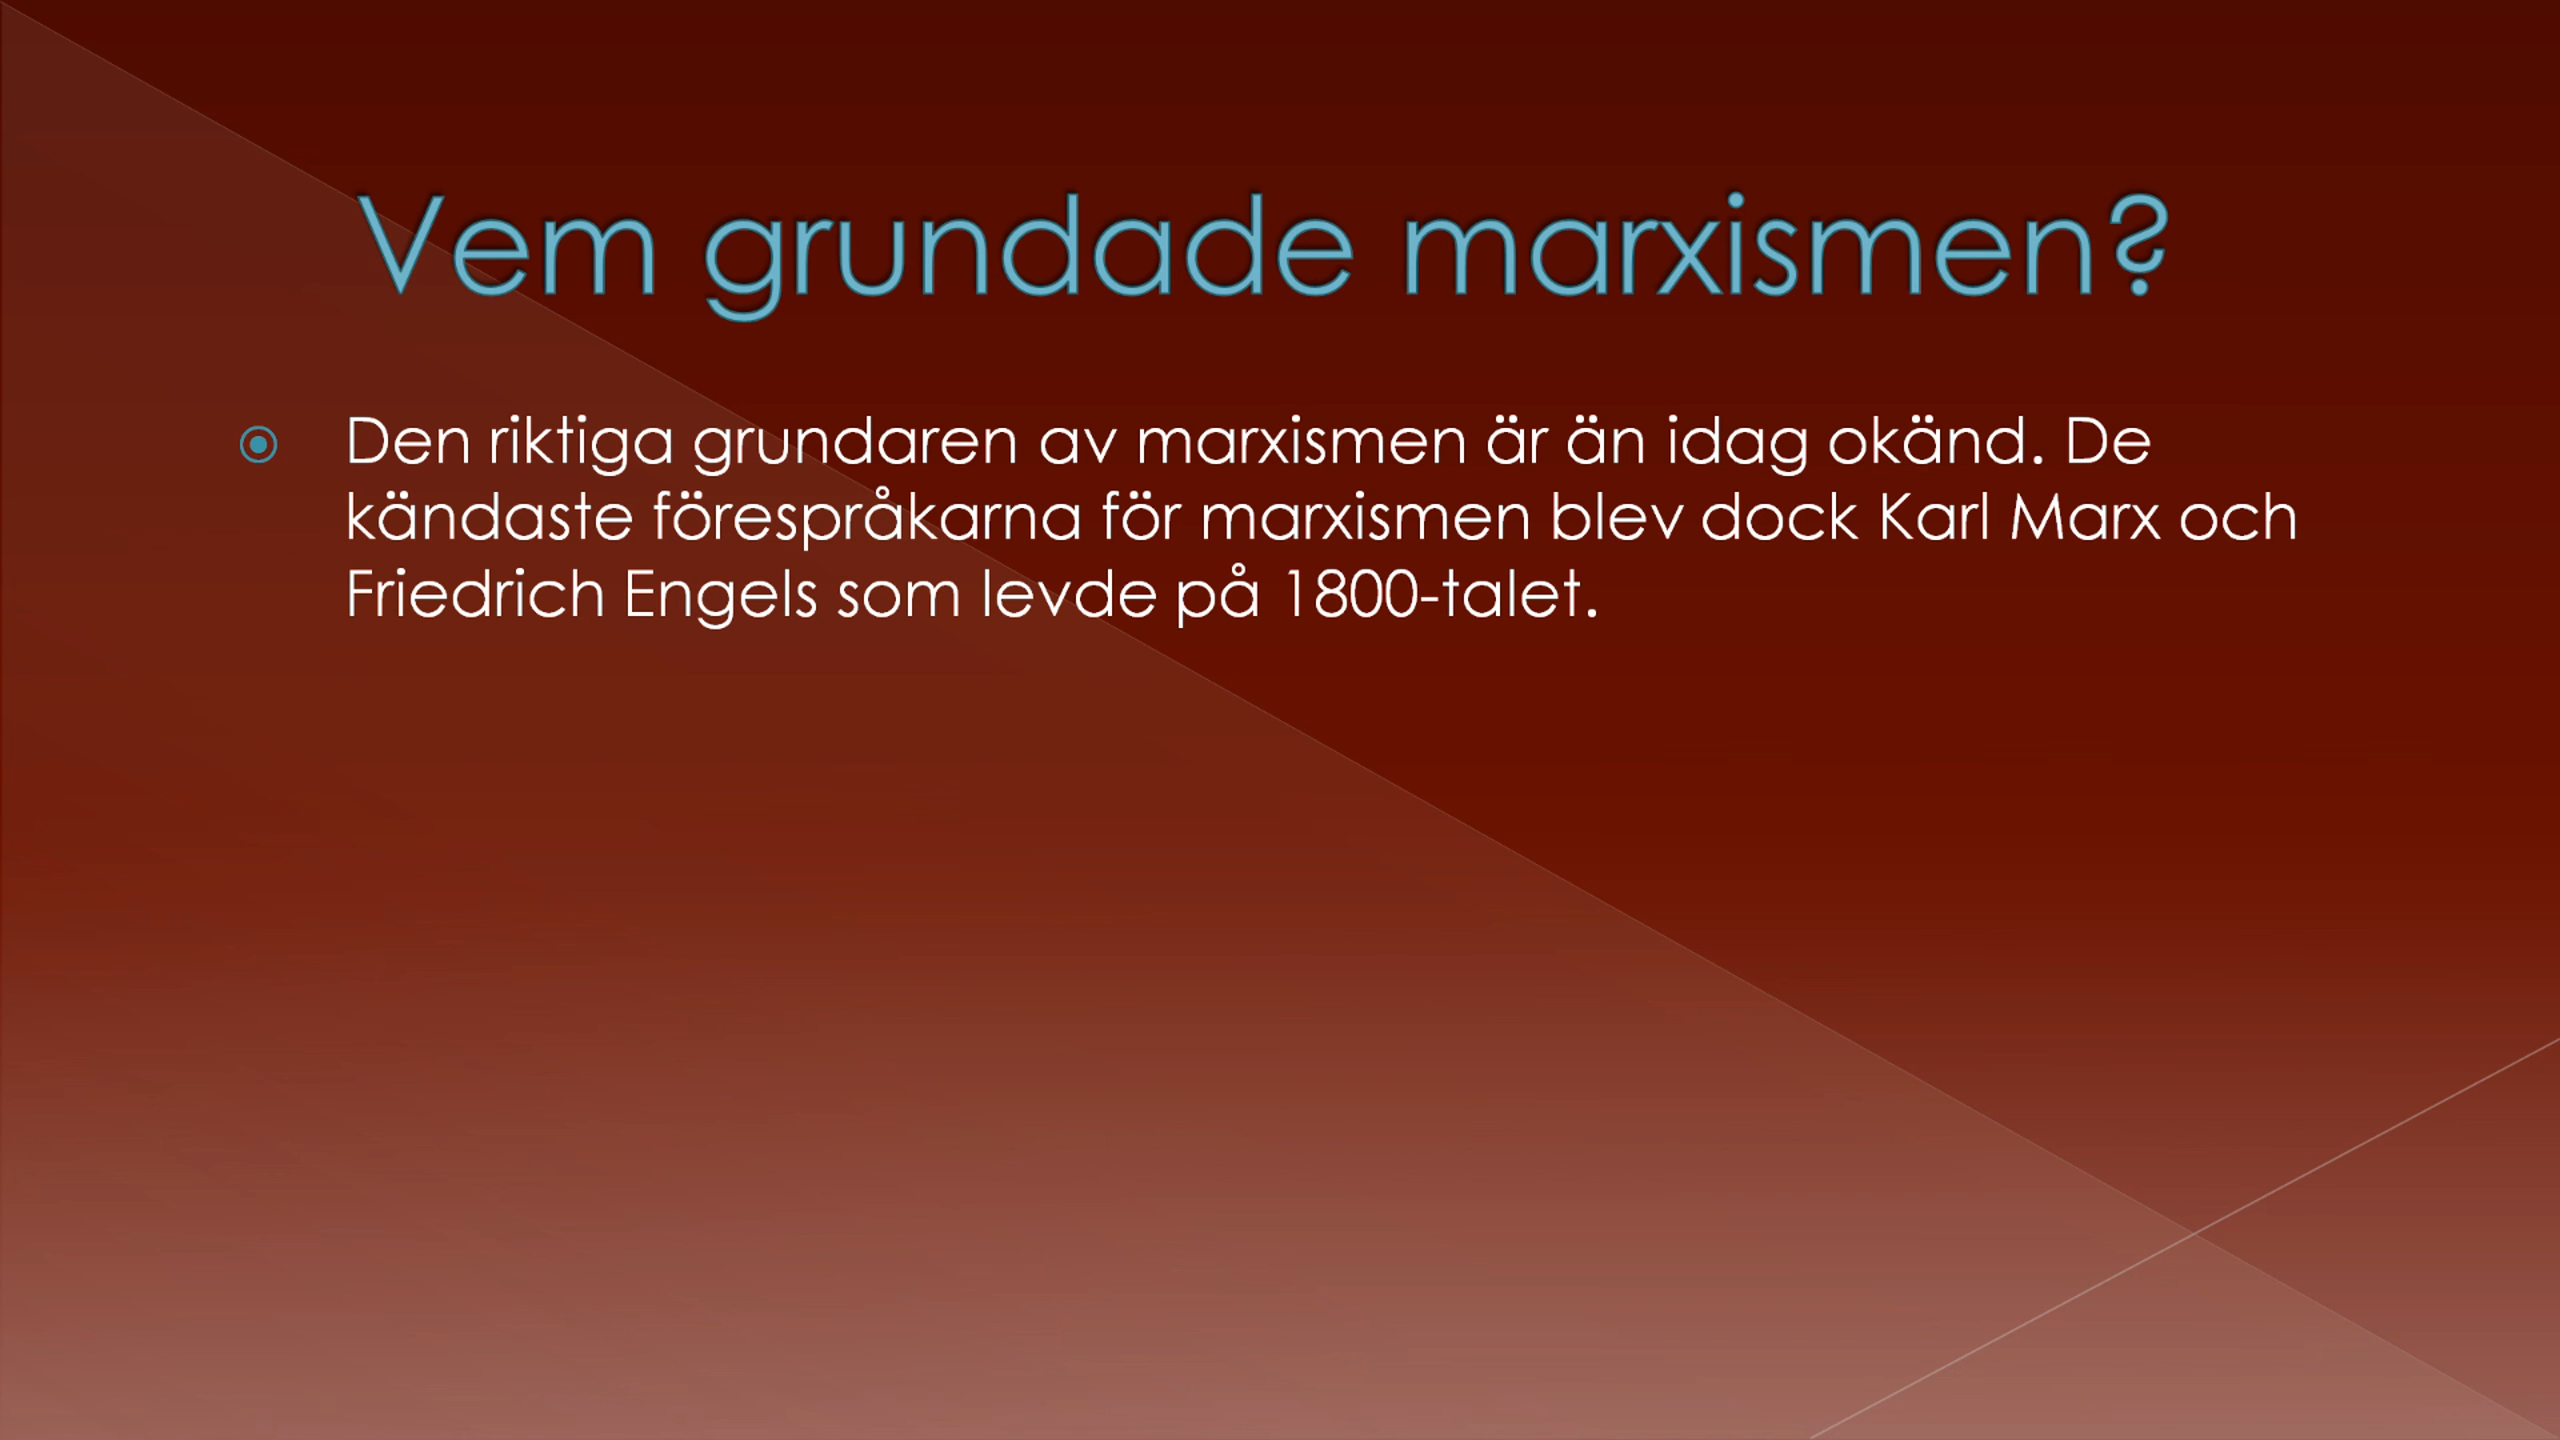 Vem grundade marxismen?
Den riktiga grundaren av marxismen är än idag okänd. De
kändaste förespråkarna för marxismen blev dock Karl Marx och
Friedrich Engels som levde på 1800-talet.